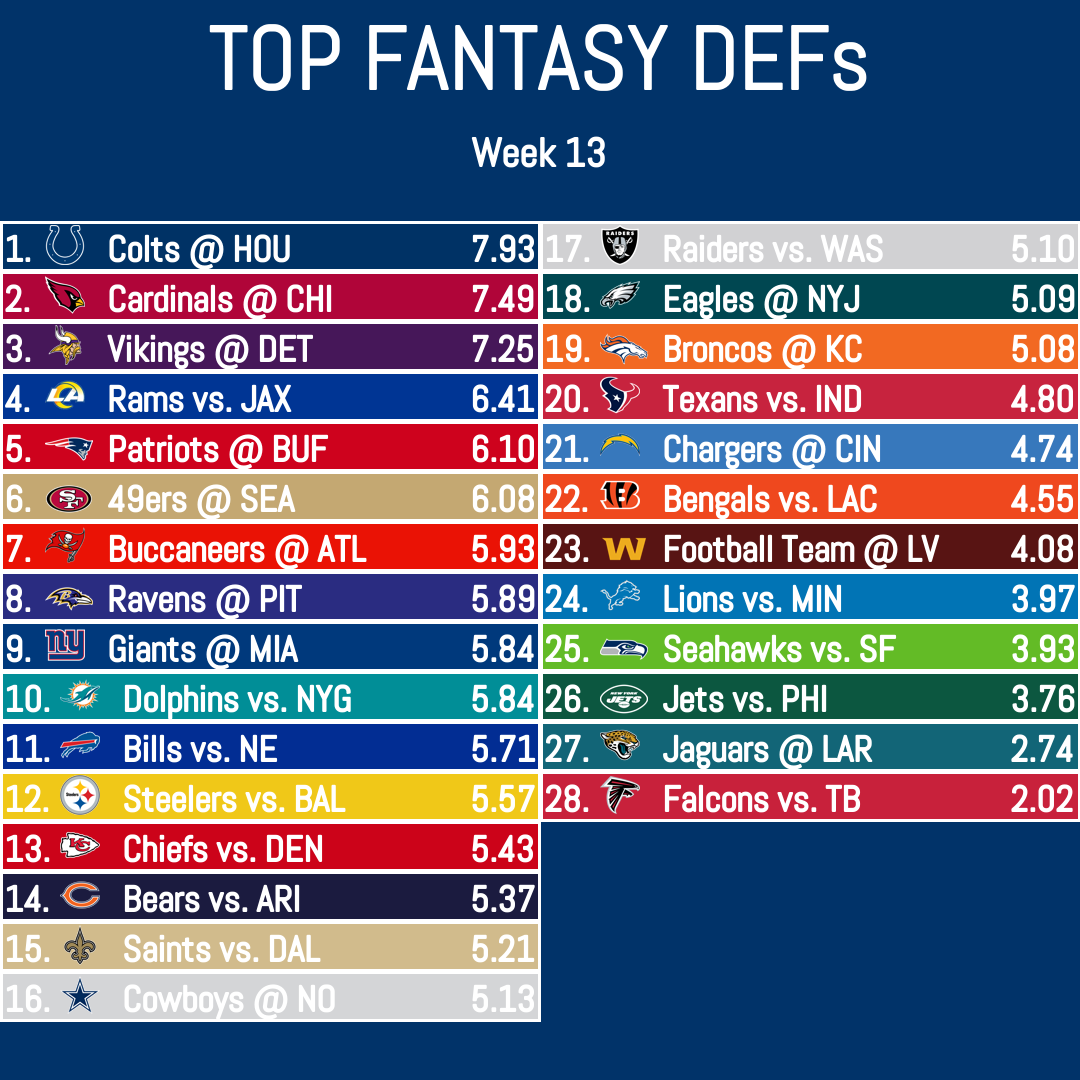 TOP FANTASY DEFs
Week 13
1. Colts @ HOU 7.93
2. Cardinals @ CHI 7.49
3. Vikings @ DET 7.25
4. Rams vs. JAX 6.41
5. Patriots @ BUF 6.10
6. 49ers @ SEA 6.08
7. Buccaneers @ ATL 5.93
8. Ravens @ PIT 5.89
9. ny Giants @ MIA 5.84
10. Dolphins vs. NYG 5.84
11. Bills vs. NE 5.71
12. Steelers Steelers vs. BAL 5.57
13. KC Chiefs vs. DEN 5.43
14. Bears vs. ARI 5.37
15. Saints vs. DAL 5.21
16. Cowboys @ NO 5.13
17. RAIDERS Raiders vs. WAS 5.10
18. Eagles @ NYJ 5.09
19. Broncos @ KC 5.08
20. Texans vs. IND 4.80
21. Chargers @ CIN 4.74
22. Bengals vs. LAC 4.55
23. W Football Team @ LV 4.08
24. Lions vs. MIN 3.97
25. Seahawks vs. SF 3.93
26. NEW YORK JETS Jets vs. PHI 3.76
27. Jaguars @ LAR 2.74
28. Falcons vs. TB 2.02